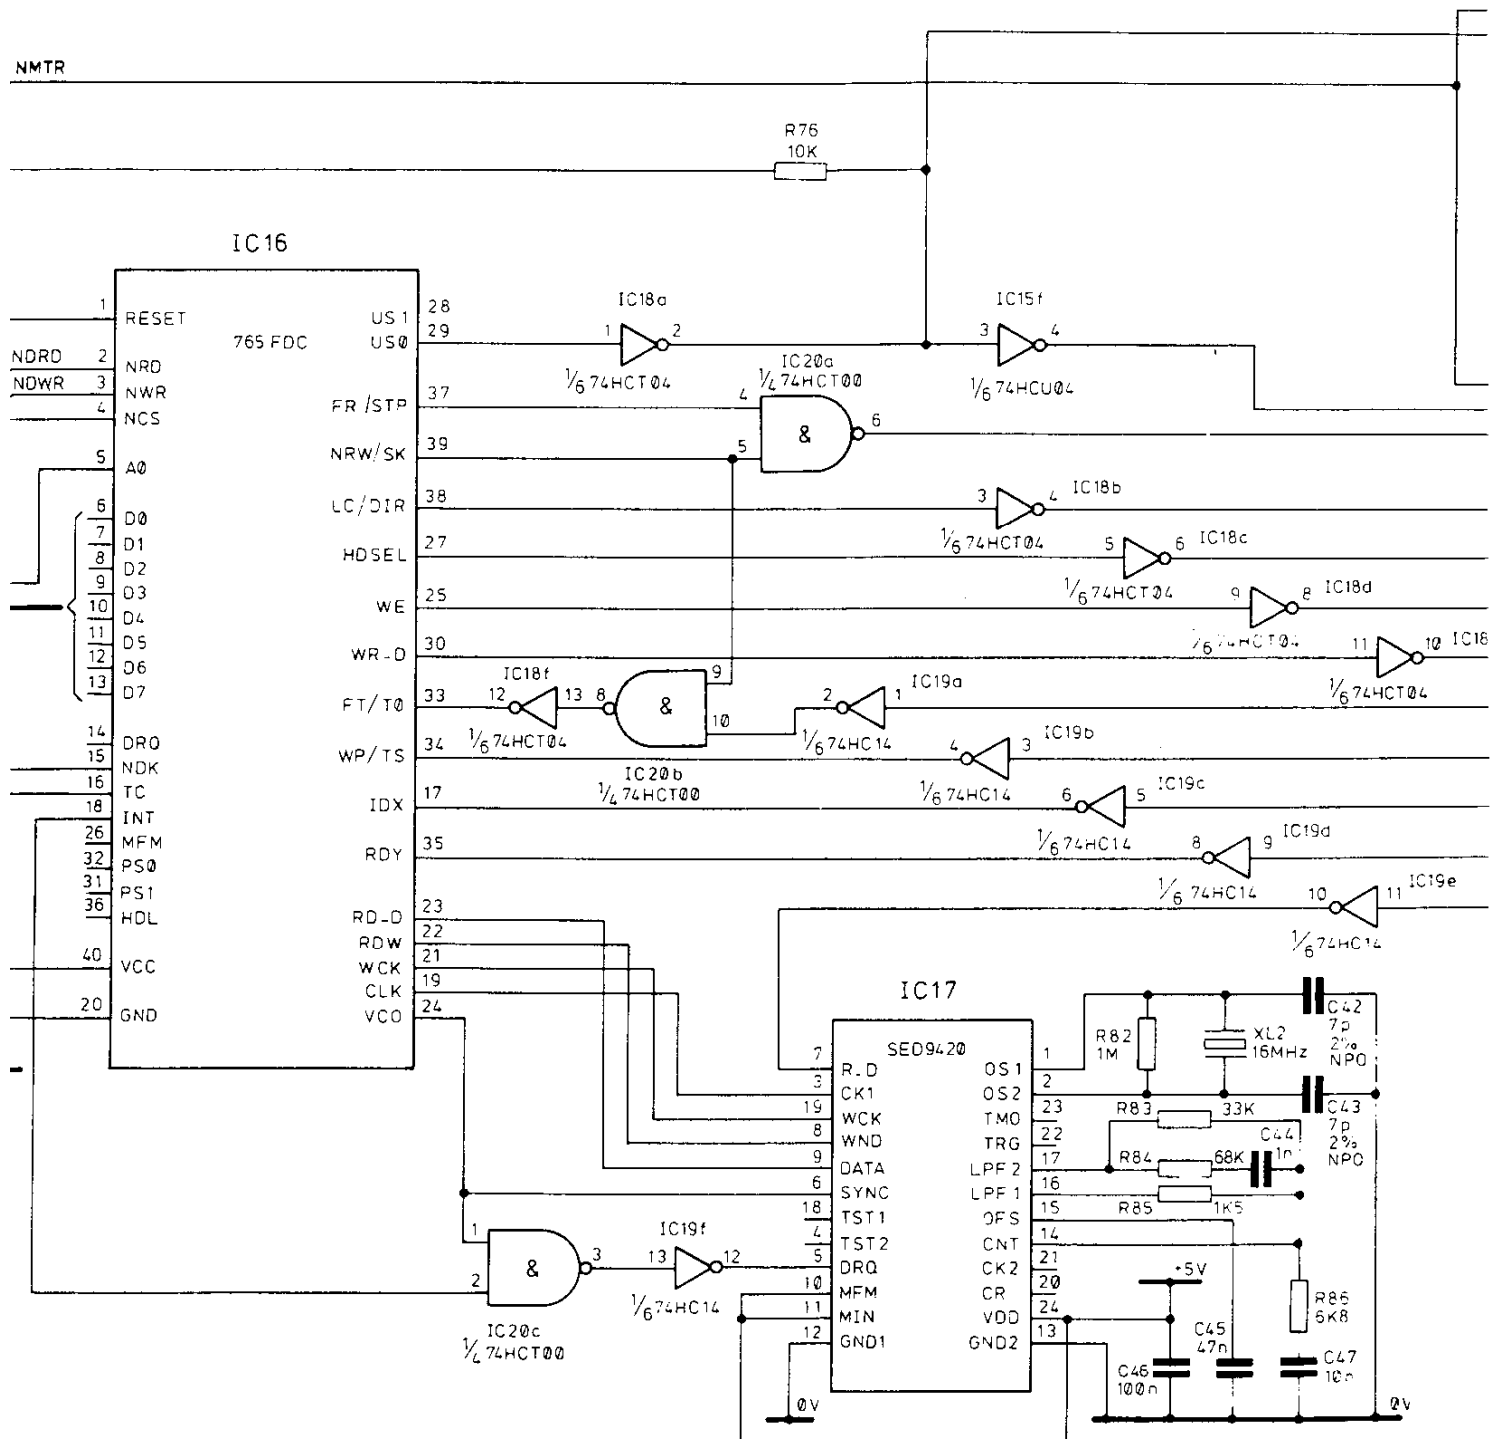 NMTR
R76
10K
IC16
765 FDC
1 RESET
NDRD 2 NRD
NDWR 3 NWR
4 NCS
5 A0
6 D0
7 D1
8 D2
9 D3
10 D4
11 D5
12 D6
13 D7
14 DRQ
15 NDK
16 TC
18 INT
26 MFM
32 PS0
31 PS1
36 HDL
40 VCC
20 GND
US1 28
US0 29
FR/STP 37
NRW/SK 39
LC/DIR 38
HDSEL 27
WE 25
WR_D 30
FT/T0 33
WP/TS 34
IDX 17
RDY 35
RD_D 23
RDW 22
WCK 21
CLK 19
VCO 24
IC18a
1 2
1/6 74HCT04
IC15f
3 4
1/6 74HCU04
IC20a
1/4 74HCT00
4 5 & 6
3 4 IC18b
1/6 74HCT04
5 6 IC18c
1/6 74HCT04
9 8 IC18d
1/6 74HCT04
11 10 IC18
1/6 74HCT04
IC18f
12 13
1/6 74HCT04
8 & 9 10
IC20b
1/4 74HCT00
2 1 IC19a
1/6 74HC14
4 3 IC19b
1/6 74HC14
6 5 IC19c
1/6 74HC14
8 9 IC19d
1/6 74HC14
10 11 IC19e
1/6 74HC14
IC17
SED9420
7 R_D
3 CK1
19 WCK
8 WND
9 DATA
6 SYNC
18 TST1
4 TST2
5 DRQ
10 MFM
11 MIN
12 GND1
OS1 1
OS2 2
TMO 23
TRG 22
LPF2 17
LPF1 16
OFS 15
CNT 14
CK2 21
CR 20
VDD 24
GND2 13
R82
1M
XL2
16MHz
C42
7p
2%
NPO
C43
7p
2%
NPO
R83 33K
R84 68K
C44
1n
R85 1K5
+5V
R86
6K8
C45
47n
C46
100n
C47
10n
0V
0V
1 2 & 3
IC20c
1/4 74HCT00
IC19f
13 12
1/6 74HC14